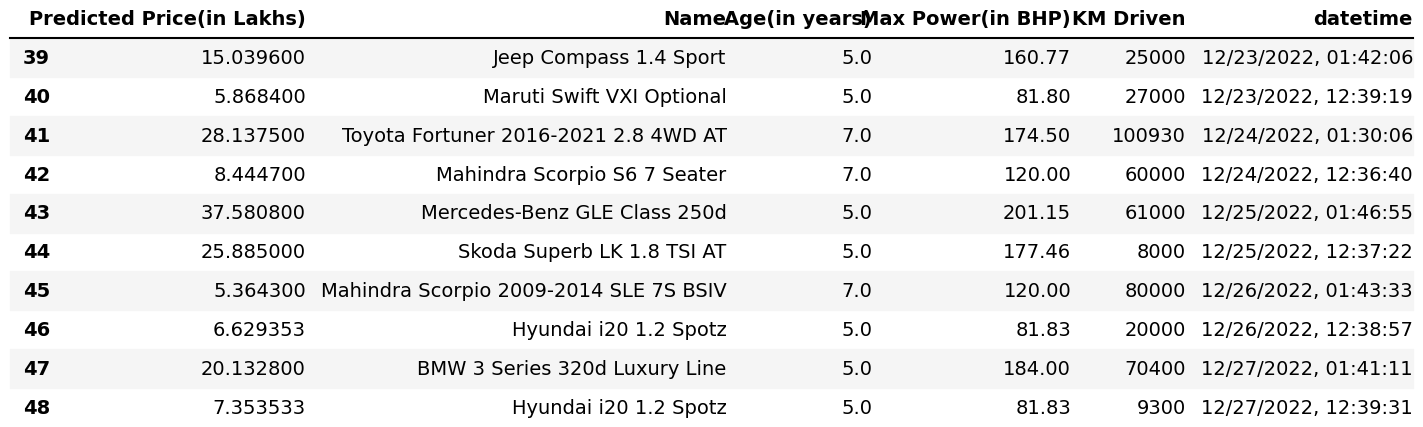 Predicted Price(in Lakhs) Name Age(in years) Max Power(in BHP) KM Driven datetime
39 15.039600 Jeep Compass 1.4 Sport 5.0 160.77 25000 12/23/2022, 01:42:06
40 5.868400 Maruti Swift VXI Optional 5.0 81.80 27000 12/23/2022, 12:39:19
41 28.137500 Toyota Fortuner 2016-2021 2.8 4WD AT 7.0 174.50 100930 12/24/2022, 01:30:06
42 8.444700 Mahindra Scorpio S6 7 Seater 7.0 120.00 60000 12/24/2022, 12:36:40
43 37.580800 Mercedes-Benz GLE Class 250d 5.0 201.15 61000 12/25/2022, 01:46:55
44 25.885000 Skoda Superb LK 1.8 TSI AT 5.0 177.46 8000 12/25/2022, 12:37:22
45 5.364300 Mahindra Scorpio 2009-2014 SLE 7S BSIV 7.0 120.00 80000 12/26/2022, 01:43:33
46 6.629353 Hyundai i20 1.2 Spotz 5.0 81.83 20000 12/26/2022, 12:38:57
47 20.132800 BMW 3 Series 320d Luxury Line 5.0 184.00 70400 12/27/2022, 01:41:11
48 7.353533 Hyundai i20 1.2 Spotz 5.0 81.83 9300 12/27/2022, 12:39:31